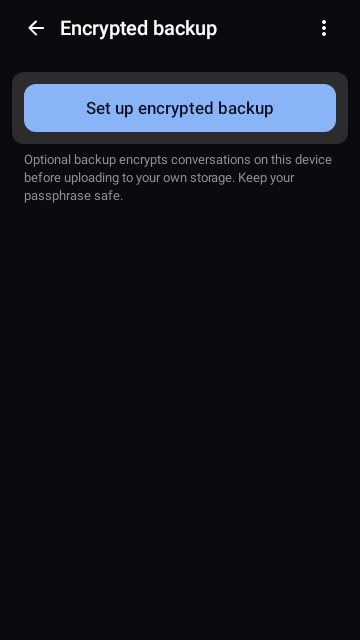 Encrypted backup
Set up encrypted backup
Optional backup encrypts conversations on this device
before uploading to your own storage. Keep your
passphrase safe.